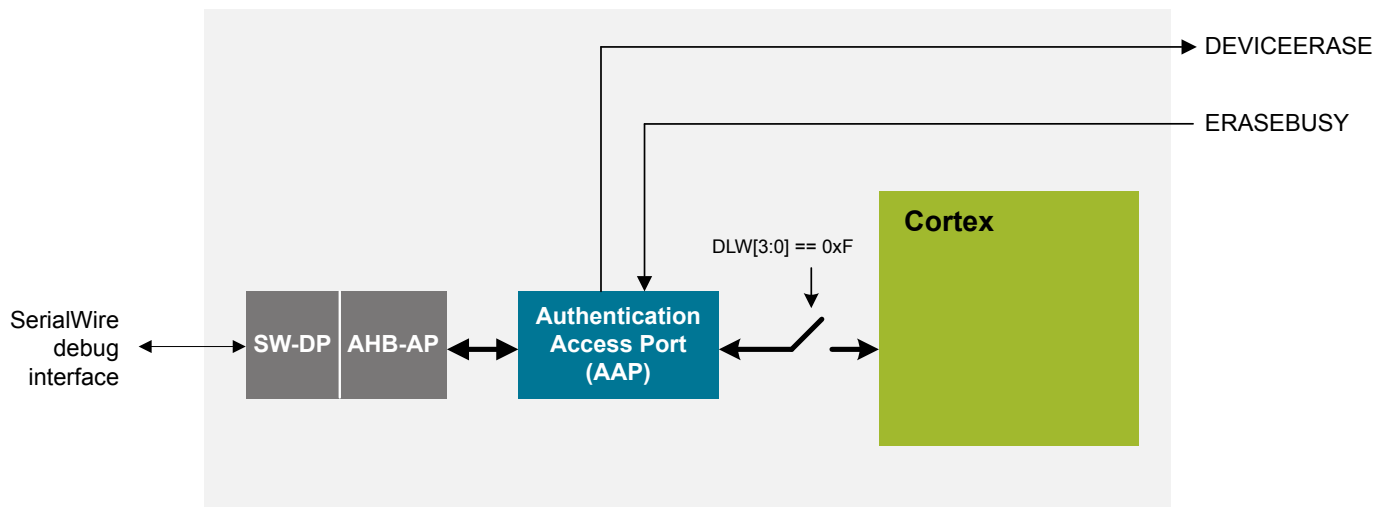 DEVICEERASE
ERASEBUSY
Cortex
DLW[3:0] == 0xF
SerialWire
debug
interface
SW-DP
AHB-AP
Authentication
Access Port
(AAP)